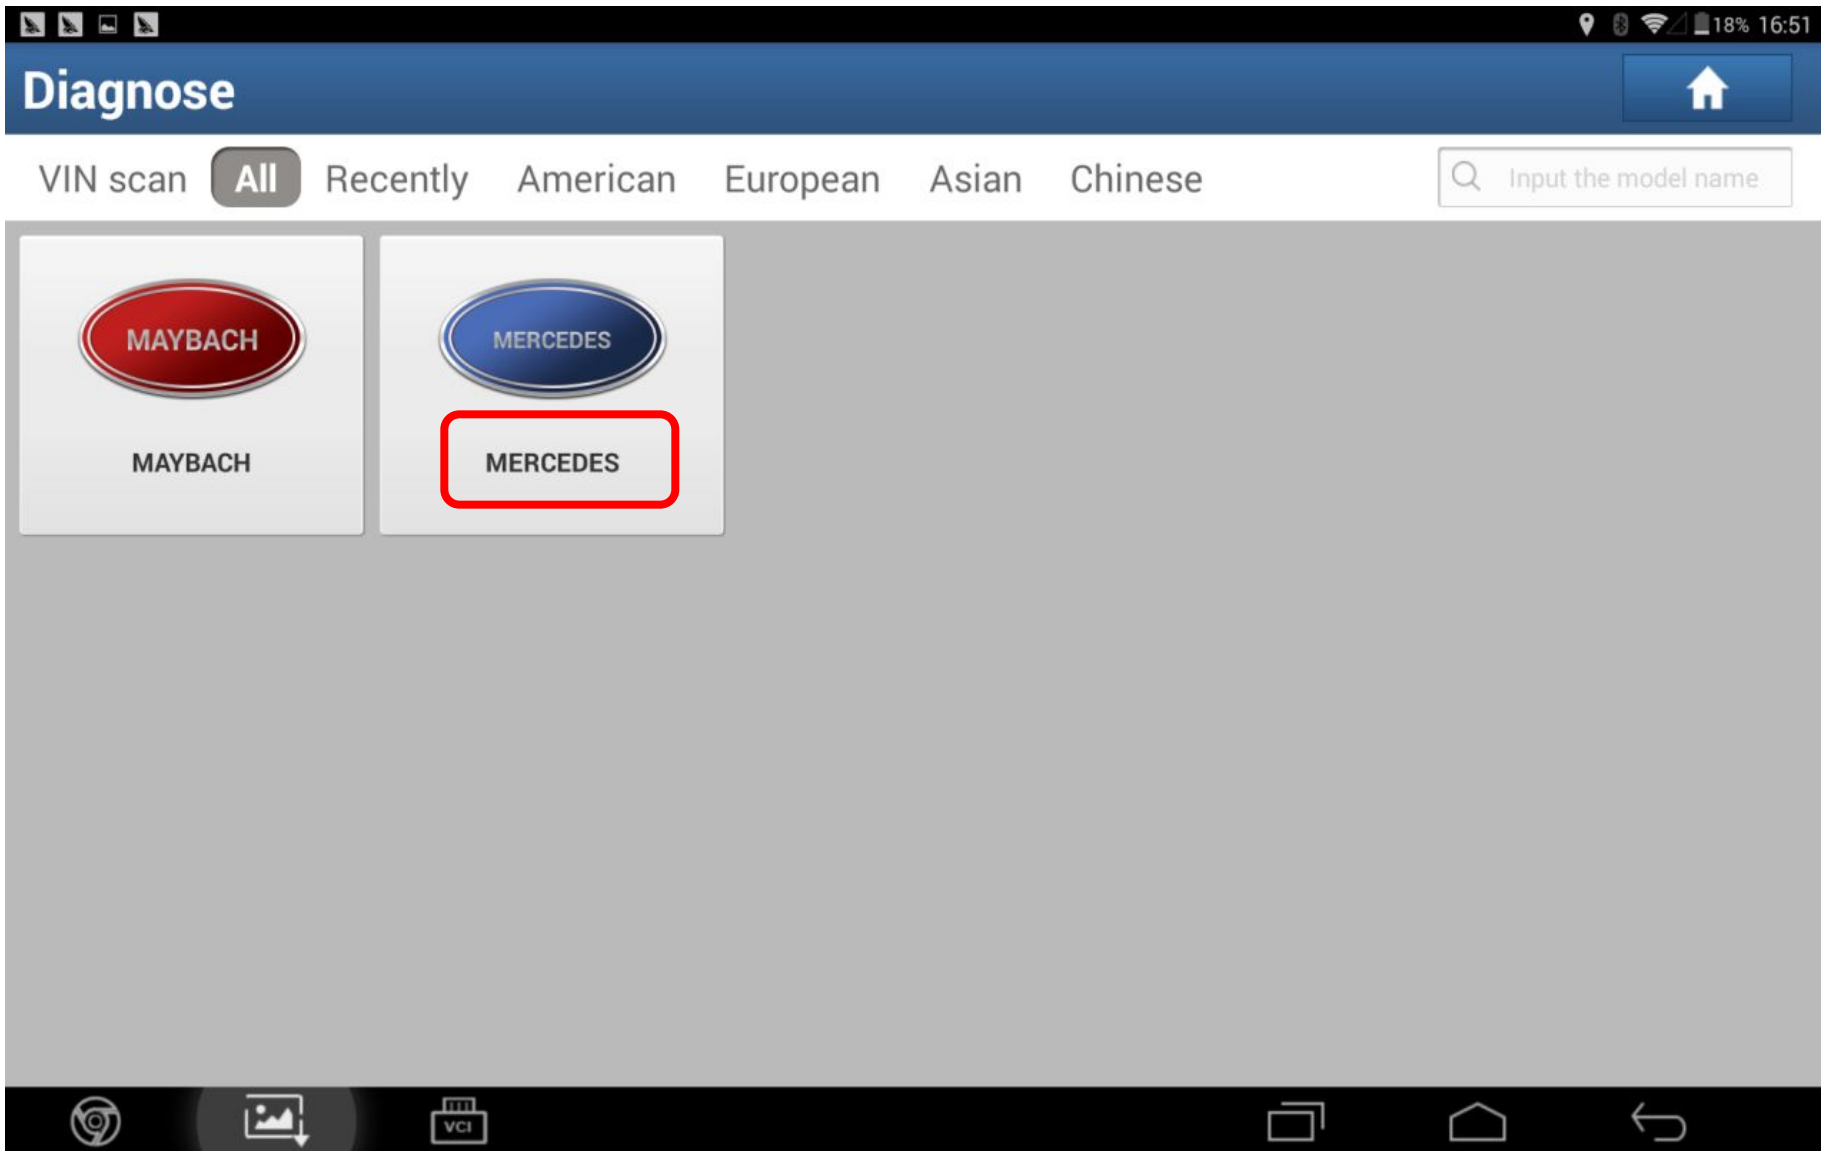 18% 16:51
Diagnose
VIN scan All Recently American European Asian Chinese Input the model name
MAYBACH MERCEDES
MAYBACH MERCEDES
VCI